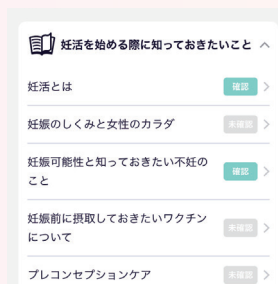 妊活を始める際に知っておきたいこと
妊活とは
確認
妊娠のしくみと女性のカラダ
未確認
妊娠可能性と知っておきたい不妊の
こと
確認
妊娠前に摂取しておきたいワクチン
について
未確認
プレコンセプションケア
未確認